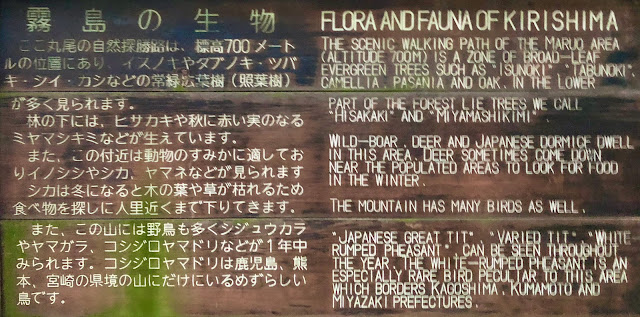 霧島の生物
ここ丸尾の自然探勝路は、標高700メート
ルの位置にあり、イスノキやタブノキ・ツバ
キ・シイ・カシなどの常緑広葉樹（照葉樹）
が多く見られます。
林の下には、ヒサカキや秋に赤い実のなる
ミヤマシキミなどが生えています。
また、この付近は動物のすみかに適してお
りイノシシやシカ、ヤマネなどが見られます
シカは冬になると木の葉や草が枯れるため
食べ物を探しに人里近くまで下りてきます。
また、この山には野鳥も多くシジュウカラ
やヤマガラ、コシジロヤマドリなどが1年中
みられます。コシジロヤマドリは鹿児島、熊
本、宮崎の県境の山にだけにいるめずらしい
鳥です。
FLORA AND FAUNA OF KIRISHIMA
THE SCENIC WALKING PATH OF THE MARUO AREA
(ALTITUDE 700M) IS A ZONE OF BROAD-LEAF
EVERGREEN TREES SUCH AS "ISUNOKI", "TABUNOKI",
CAMELLIA, PASANIA AND OAK. IN THE LOWER
PART OF THE FOREST LIE TREES WE CALL
"HISAKAKI" AND "MIYAMASHIKIMI".
WILD-BOAR, DEER AND JAPANESE DORMICE DWELL
IN THIS AREA. DEER SOMETIMES COME DOWN
NEAR THE POPULATED AREAS TO LOOK FOR FOOD
IN THE WINTER.
THE MOUNTAIN HAS MANY BIRDS AS WELL.
"JAPANESE GREAT TIT", "VARIED TIT", "WHITE
RUMPED PHEASANT", CAN BE SEEN THROUGHOUT
THE YEAR. THE WHITE-RUMPED PHEASANT IS AN
ESPECIALLY RARE BIRD PECULIAR TO THIS AREA
WHICH BORDERS KAGOSHIMA, KUMAMOTO AND
MIYAZAKI PREFECTURES.